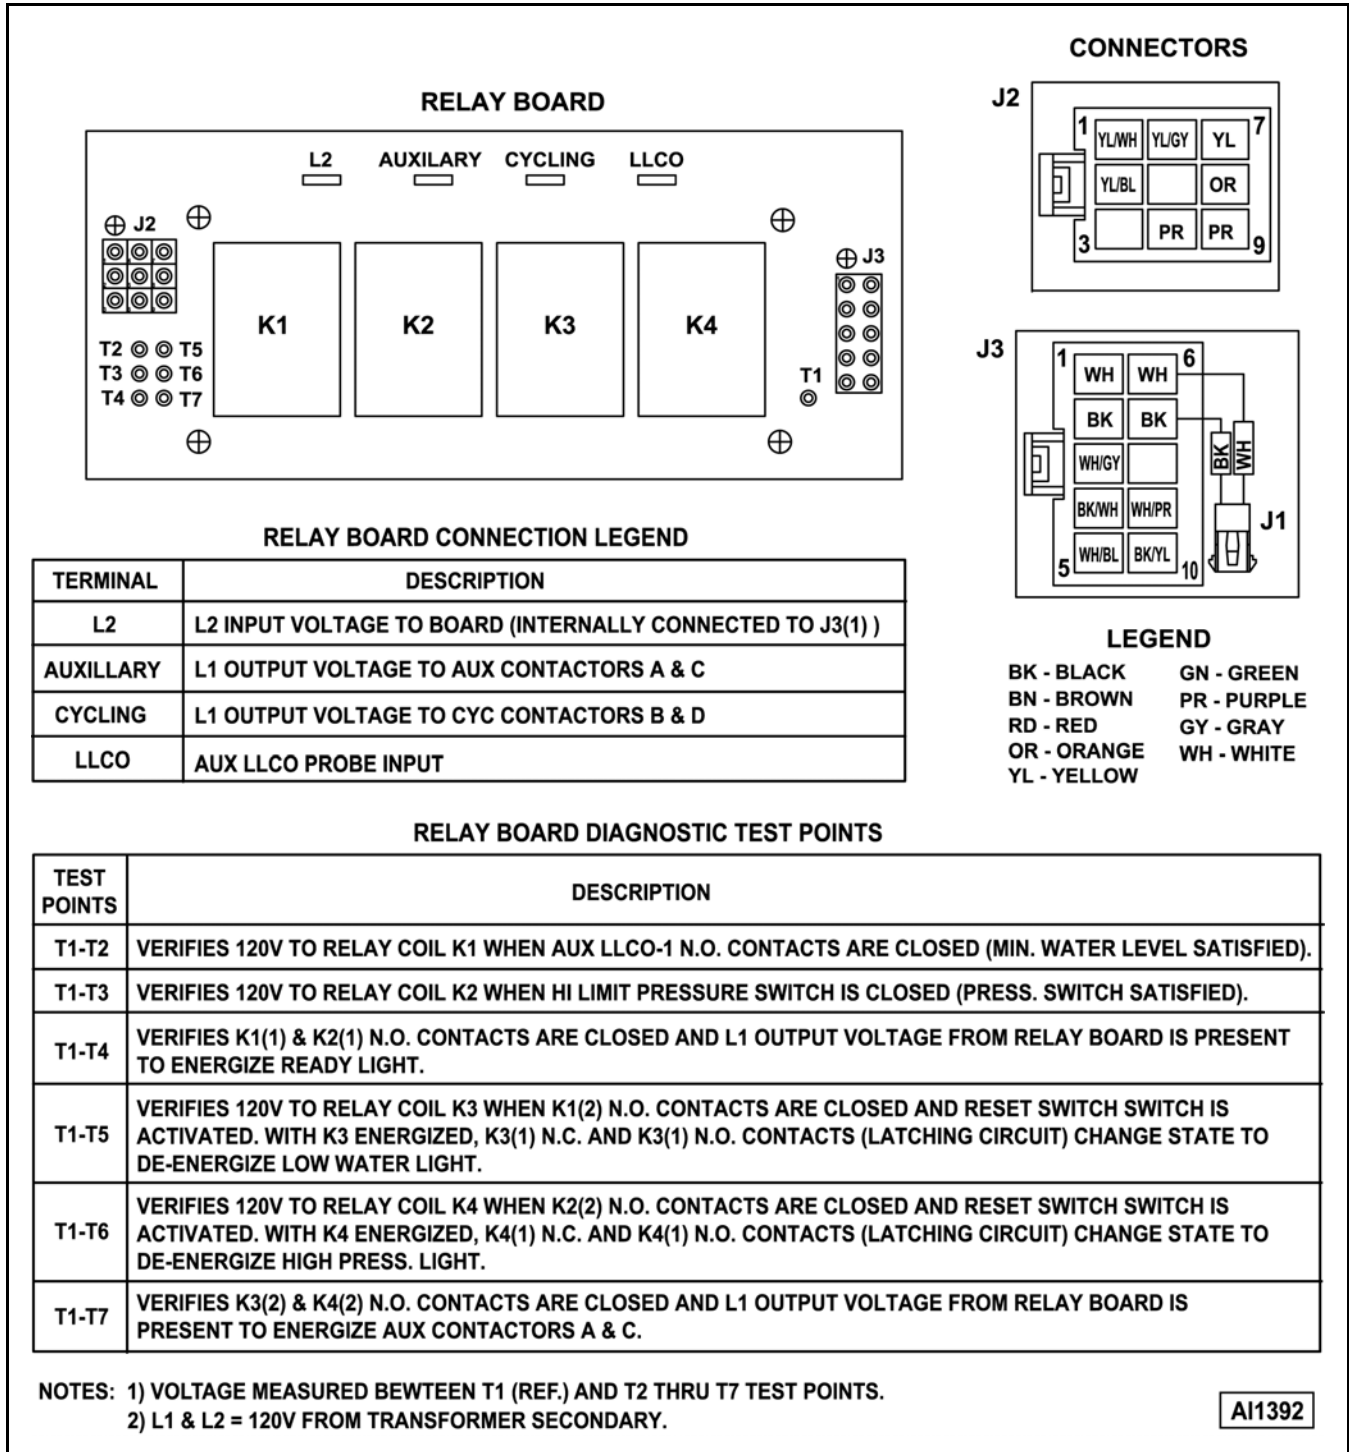 CONNECTORS
RELAY BOARD
L2 AUXILARY CYCLING LLCO
J2
K1 K2 K3 K4
J3
T2 T5
T3 T6
T4 T7
T1
J2
1 YL/WH YL/GY YL 7
YL/BL OR
3 PR PR 9
J3
1 WH WH 6
BK BK
WH/GY
BK/WH WH/PR
5 WH/BL BK/YL 10
BK WH
J1
LEGEND
BK - BLACK GN - GREEN
BN - BROWN PR - PURPLE
RD - RED GY - GRAY
OR - ORANGE WH - WHITE
YL - YELLOW
RELAY BOARD CONNECTION LEGEND
TERMINAL DESCRIPTION
L2 L2 INPUT VOLTAGE TO BOARD (INTERNALLY CONNECTED TO J3(1) )
AUXILLARY L1 OUTPUT VOLTAGE TO AUX CONTACTORS A & C
CYCLING L1 OUTPUT VOLTAGE TO CYC CONTACTORS B & D
LLCO AUX LLCO PROBE INPUT
RELAY BOARD DIAGNOSTIC TEST POINTS
TEST
POINTS DESCRIPTION
T1-T2 VERIFIES 120V TO RELAY COIL K1 WHEN AUX LLCO-1 N.O. CONTACTS ARE CLOSED (MIN. WATER LEVEL SATISFIED).
T1-T3 VERIFIES 120V TO RELAY COIL K2 WHEN HI LIMIT PRESSURE SWITCH IS CLOSED (PRESS. SWITCH SATISFIED).
T1-T4 VERIFIES K1(1) & K2(1) N.O. CONTACTS ARE CLOSED AND L1 OUTPUT VOLTAGE FROM RELAY BOARD IS PRESENT
TO ENERGIZE READY LIGHT.
T1-T5 VERIFIES 120V TO RELAY COIL K3 WHEN K1(2) N.O. CONTACTS ARE CLOSED AND RESET SWITCH SWITCH IS
ACTIVATED. WITH K3 ENERGIZED, K3(1) N.C. AND K3(1) N.O. CONTACTS (LATCHING CIRCUIT) CHANGE STATE TO
DE-ENERGIZE LOW WATER LIGHT.
T1-T6 VERIFIES 120V TO RELAY COIL K4 WHEN K2(2) N.O. CONTACTS ARE CLOSED AND RESET SWITCH SWITCH IS
ACTIVATED. WITH K4 ENERGIZED, K4(1) N.C. AND K4(1) N.O. CONTACTS (LATCHING CIRCUIT) CHANGE STATE TO
DE-ENERGIZE HIGH PRESS. LIGHT.
T1-T7 VERIFIES K3(2) & K4(2) N.O. CONTACTS ARE CLOSED AND L1 OUTPUT VOLTAGE FROM RELAY BOARD IS
PRESENT TO ENERGIZE AUX CONTACTORS A & C.
NOTES: 1) VOLTAGE MEASURED BEWTEEN T1 (REF.) AND T2 THRU T7 TEST POINTS.
2) L1 & L2 = 120V FROM TRANSFORMER SECONDARY.
AI1392